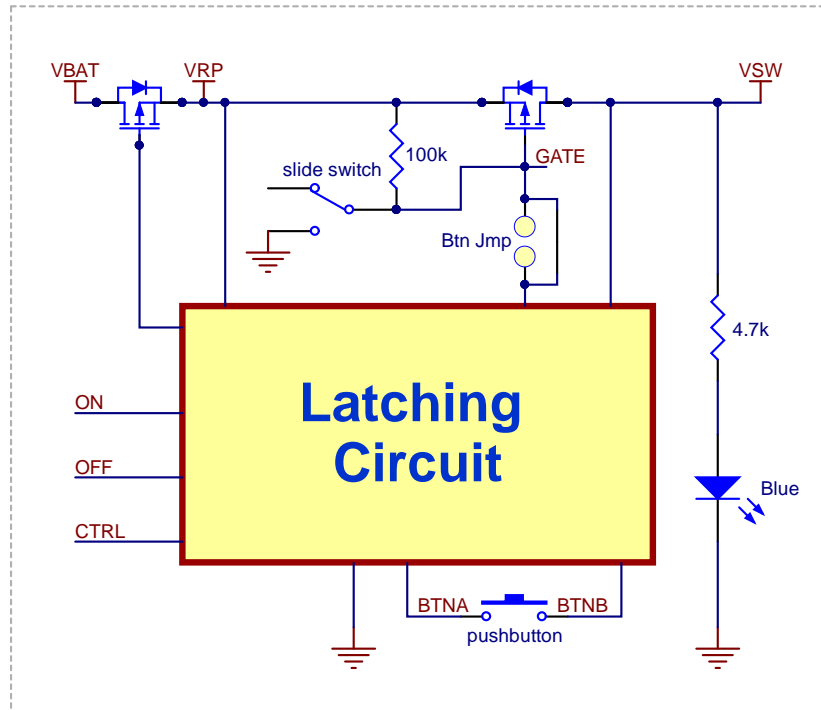 VBAT
VRP
VSW
100k
GATE
slide switch
Btn Jmp
4.7k
Latching
Circuit
ON
OFF
CTRL
Blue
BTNA
BTNB
pushbutton